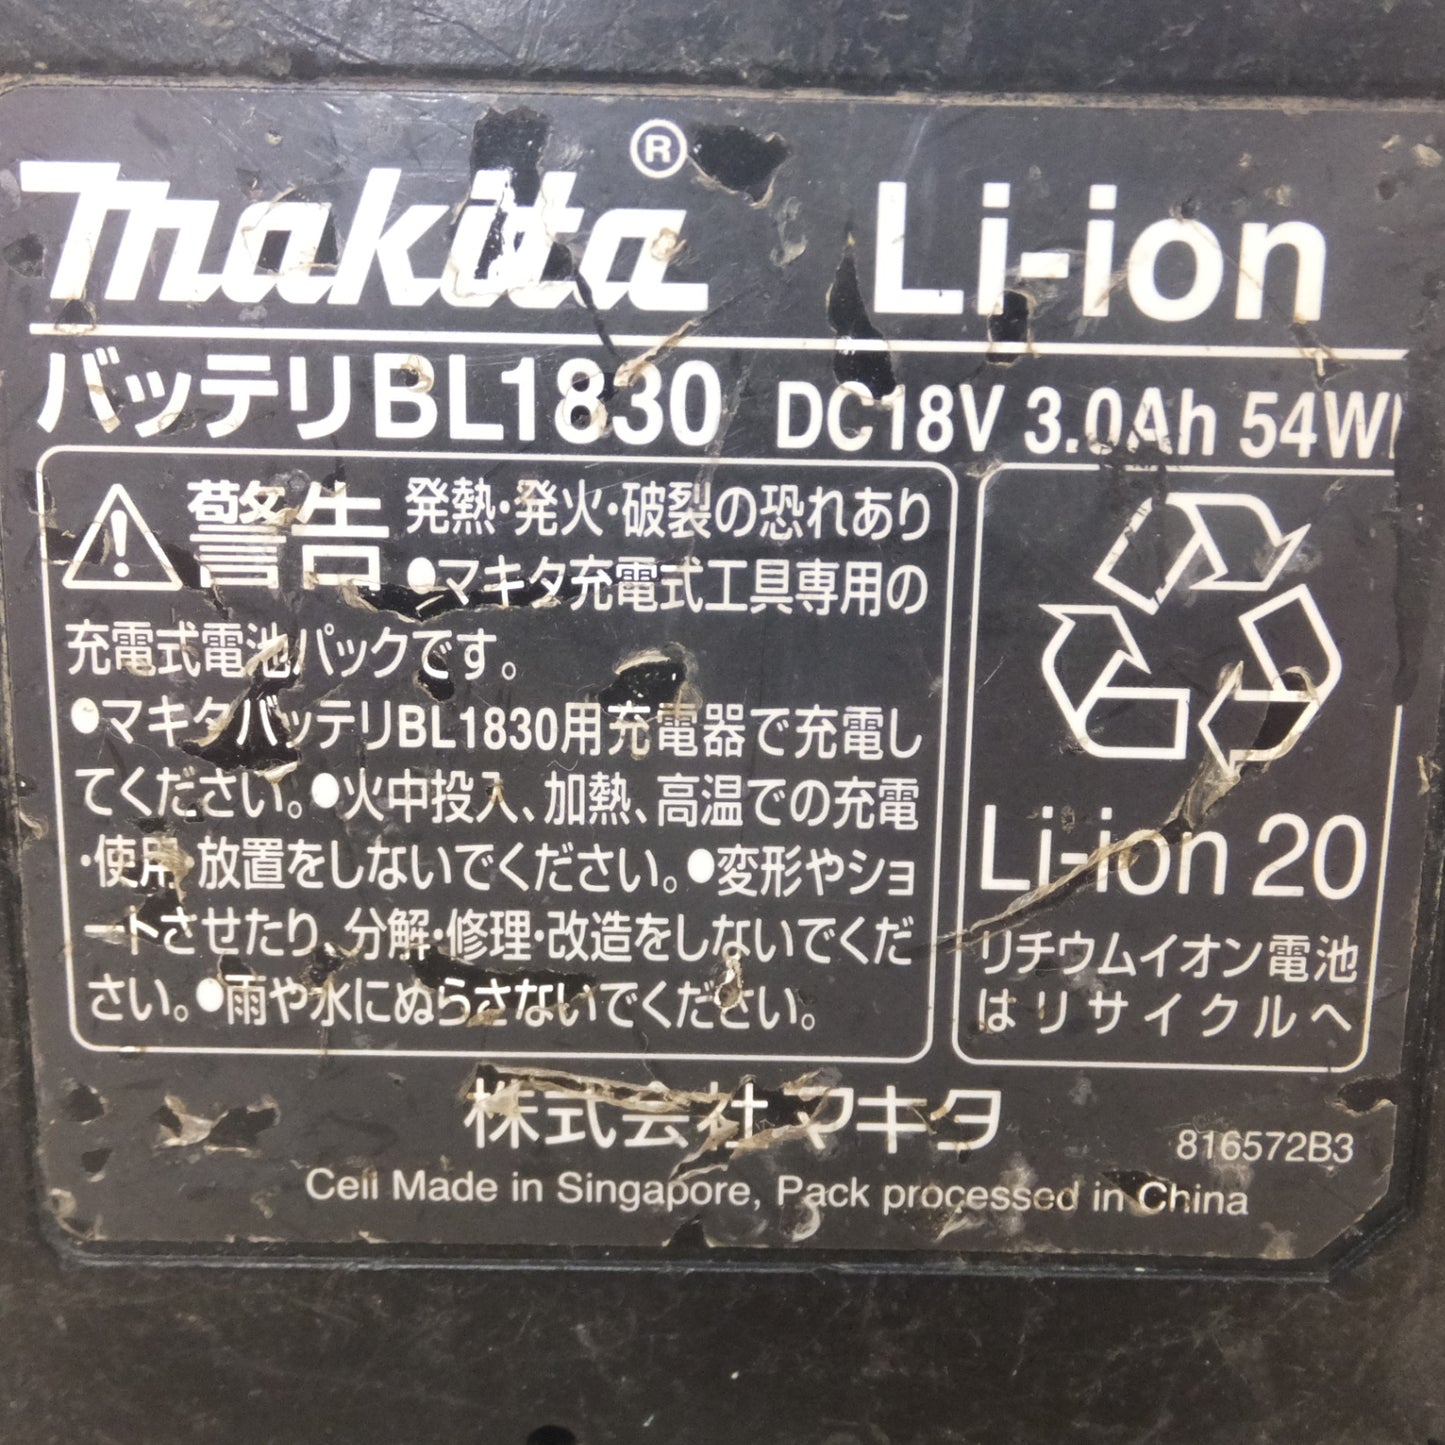 makita® Li-ion
バッテリBL1830 DC18V 3.0Ah 54W
警告 発熱・発火・破裂の恐れあり
●マキタ充電式工具専用の
充電式電池パックです。
●マキタバッテリBL1830用充電器で充電し
てください。●火中投入、加熱、高温での充電
・使用・放置をしないでください。●変形やショ
ートさせたり、分解・修理・改造をしないでくだ
さい。●雨や水にぬらさないでください。
Li-ion 20
リチウムイオン電池
はリサイクルへ
株式会社マキタ
816572B3
Cell Made in Singapore, Pack processed in China